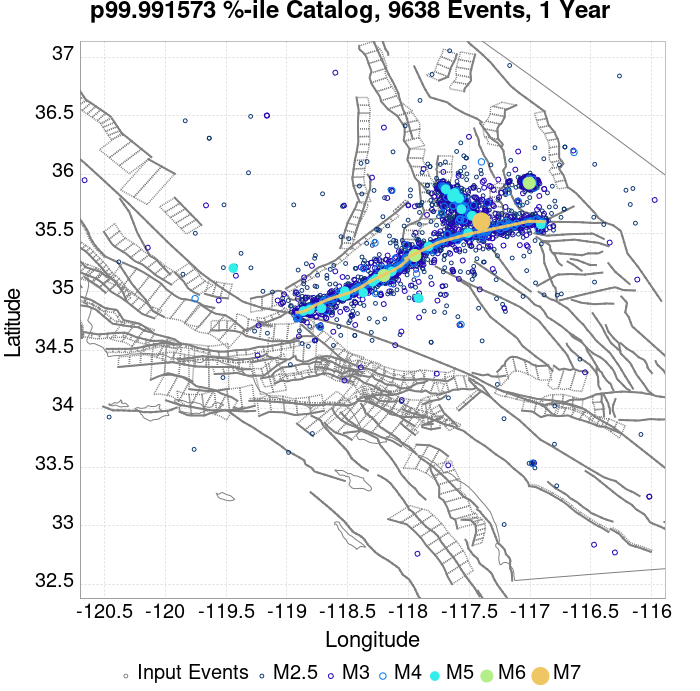 p99.991573 %-ile Catalog, 9638 Events, 1 Year
37
36.5
36
35.5
35
34.5
34
33.5
33
32.5
Latitude
-120.5 -120 -119.5 -119 -118.5 -118 -117.5 -117 -116.5 -116
Longitude
Input Events M2.5 M3 M4 M5 M6 M7